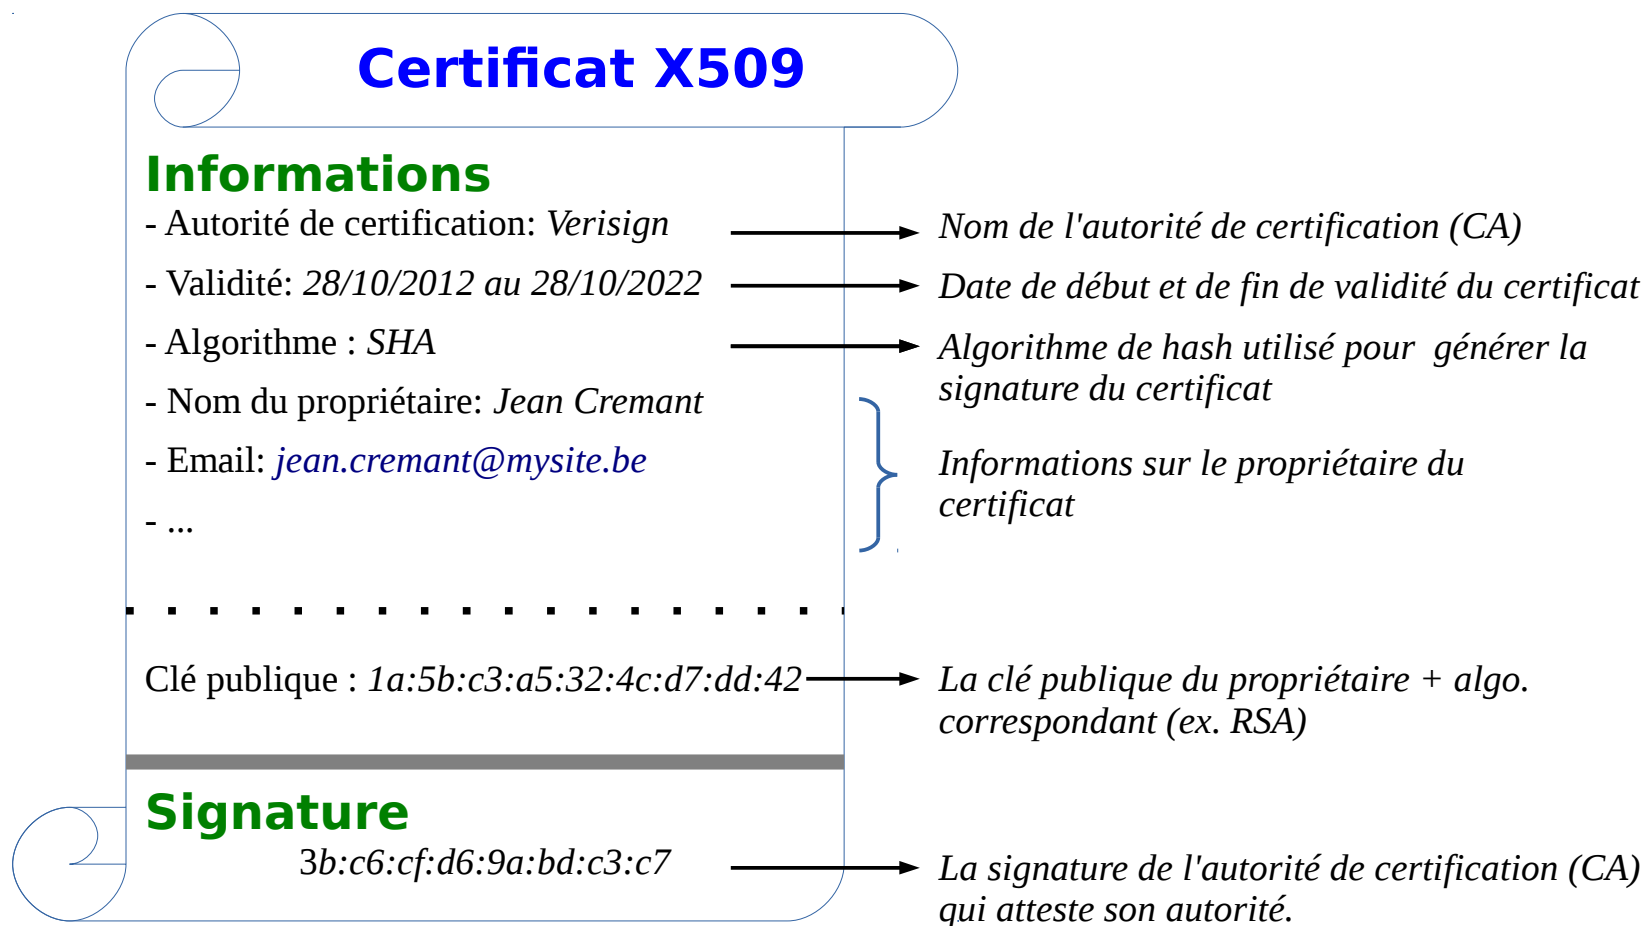 Certificat X509
Informations
- Autorité de certification: Verisign
Nom de l'autorité de certification (CA)
- Validité: 28/10/2012 au 28/10/2022
Date de début et de fin de validité du certificat
- Algorithme : SHA
Algorithme de hash utilisé pour  générer la
signature du certificat
- Nom du propriétaire: Jean Cremant
- Email: jean.cremant@mysite.be
- ...
Informations sur le propriétaire du
certificat
Clé publique : 1a:5b:c3:a5:32:4c:d7:dd:42
La clé publique du propriétaire + algo.
correspondant (ex. RSA)
Signature
3b:c6:cf:d6:9a:bd:c3:c7
La signature de l'autorité de certification (CA)
qui atteste son autorité.